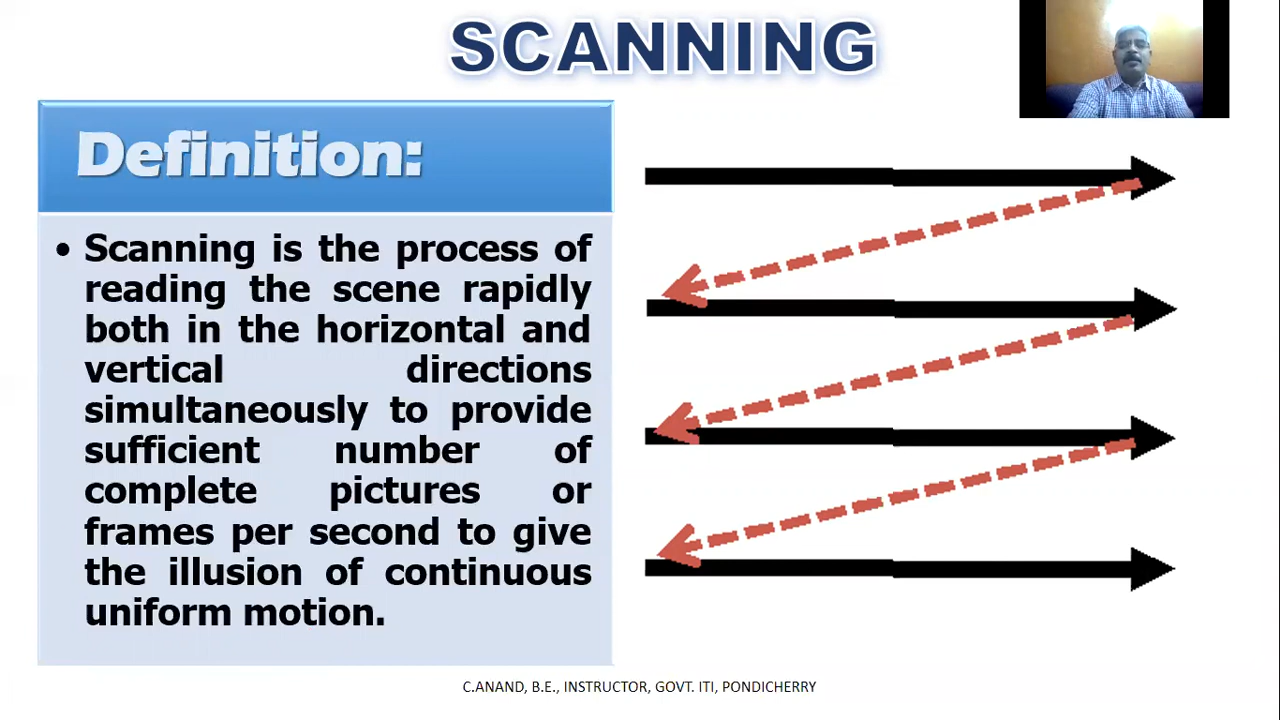 SCANNING
Definition:
• Scanning is the process of
reading the scene rapidly
both in the horizontal and
vertical directions
simultaneously to provide
sufficient number of
complete pictures or
frames per second to give
the illusion of continuous
uniform motion.
C.ANAND, B.E., INSTRUCTOR, GOVT. ITI, PONDICHERRY